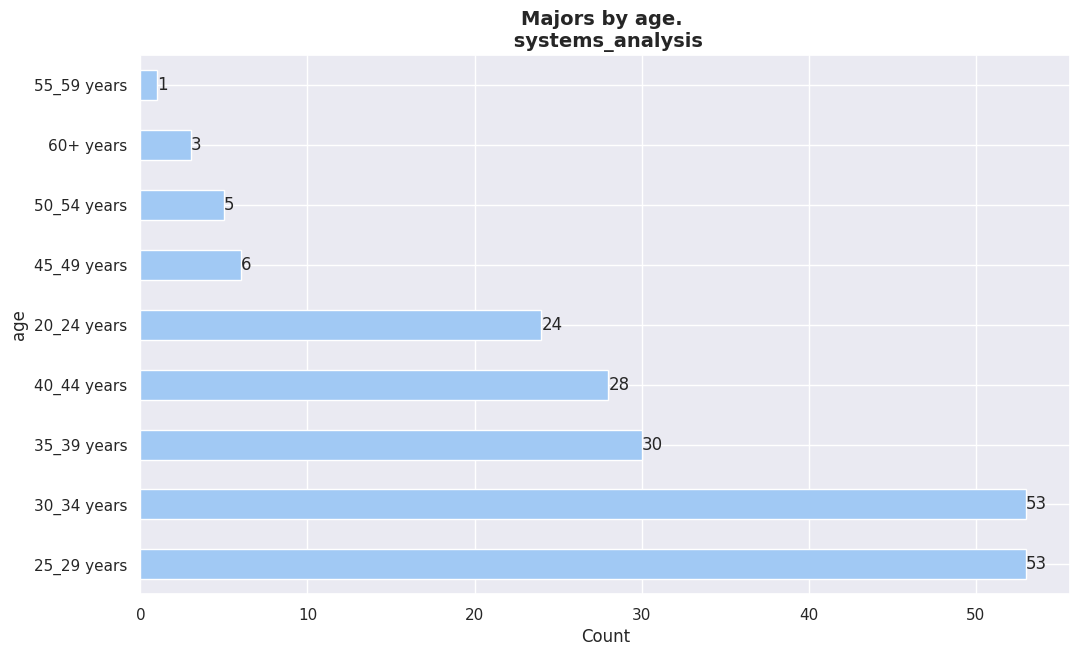 Majors by age.
systems_analysis
55_59 years
1
60+ years
3
50_54 years
5
45_49 years
6
20_24 years
24
40_44 years
28
35_39 years
30
30_34 years
53
25_29 years
53
age
0 10 20 30 40 50
Count